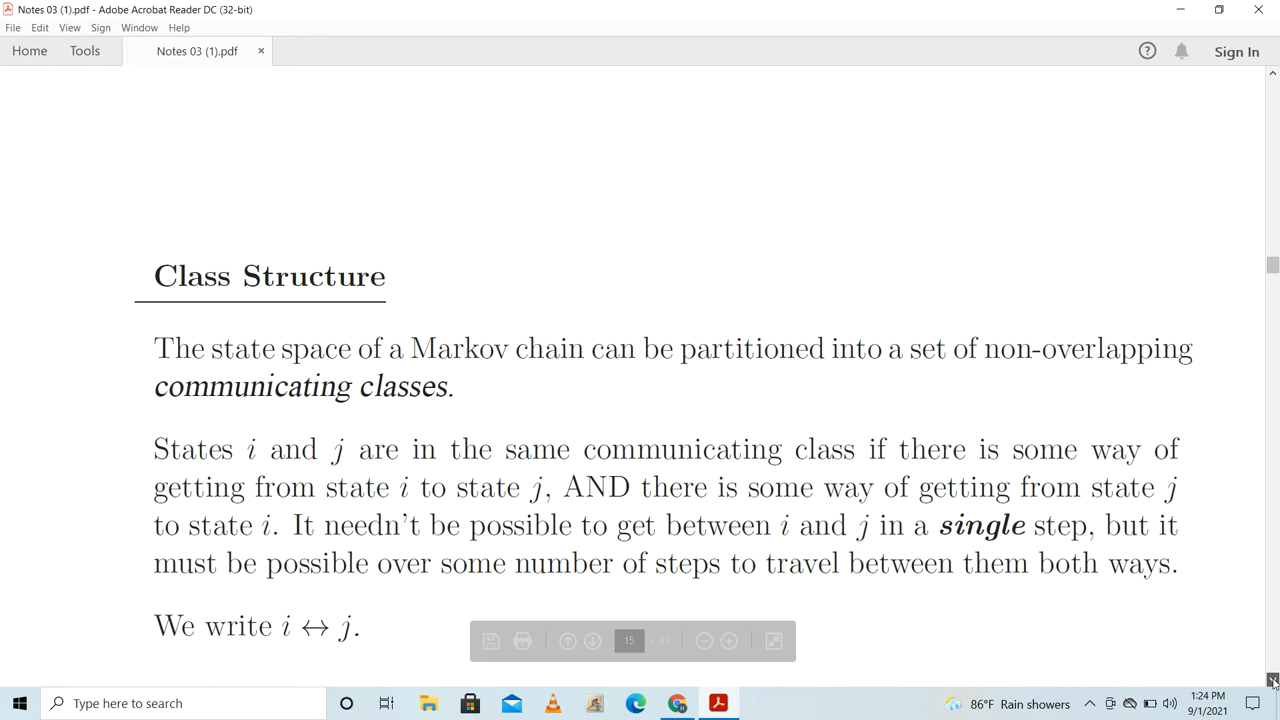 Notes 03 (1).pdf - Adobe Acrobat Reader DC (32-bit)
File Edit View Sign Window Help
Home Tools Notes 03 (1).pdf × ? Sign In
Class Structure
The state space of a Markov chain can be partitioned into a set of non-overlapping
communicating classes.
States i and j are in the same communicating class if there is some way of
getting from state i to state j, AND there is some way of getting from state j
to state i. It needn't be possible to get between i and j in a single step, but it
must be possible over some number of steps to travel between them both ways.
We write i ↔ j.
15 / 46
Type here to search
86°F Rain showers
1:24 PM
9/1/2021